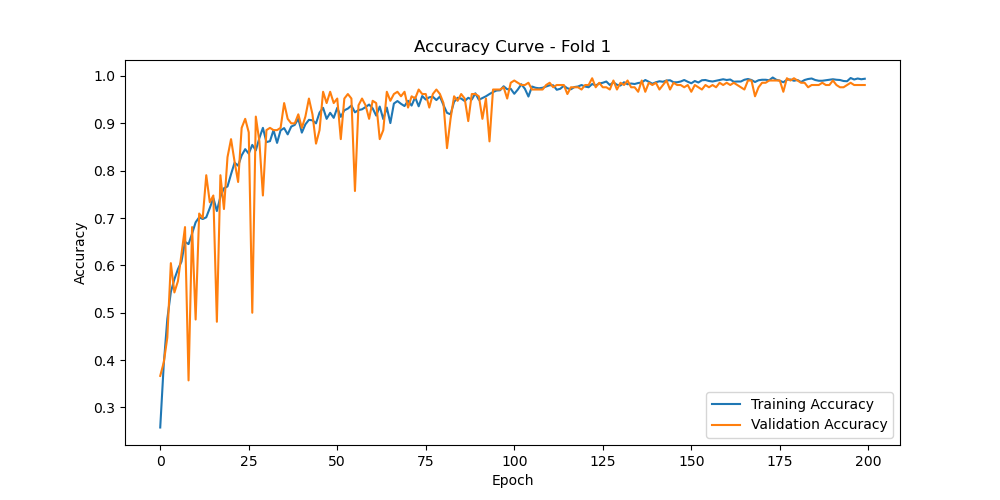 Accuracy Curve - Fold 1
1.0
0.9
0.8
0.7
0.6
0.5
0.4
0.3
Accuracy
0 25 50 75 100 125 150 175 200
Epoch
Training Accuracy
Validation Accuracy